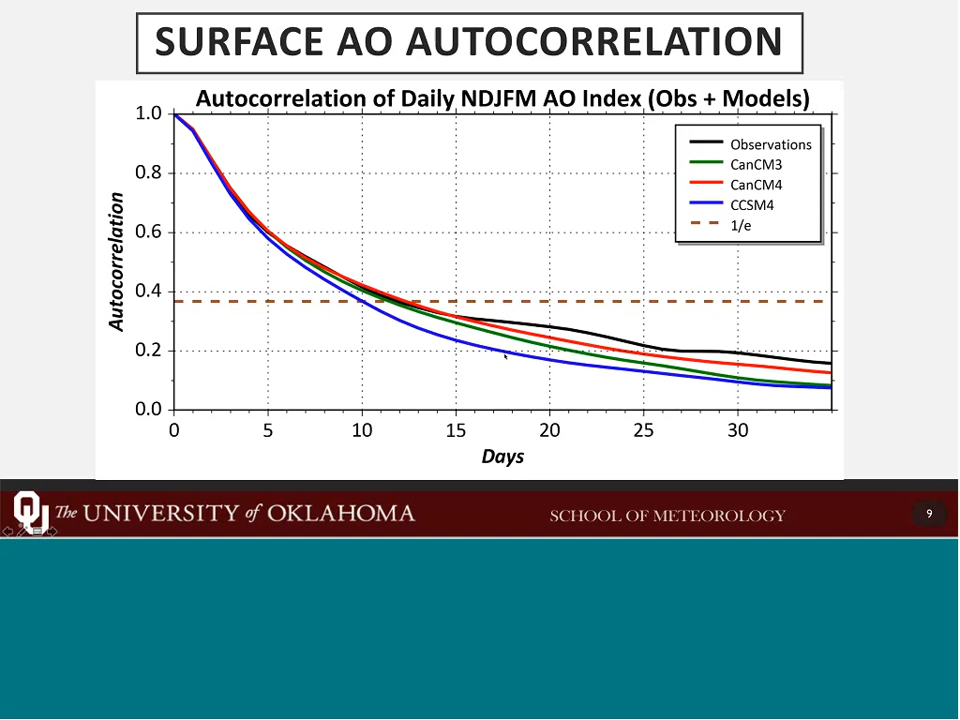 SURFACE AO AUTOCORRELATION
Autocorrelation of Daily NDJFM AO Index (Obs + Models)
1.0
0.8
0.6
0.4
0.2
0.0
Autocorrelation
Observations
CanCM3
CanCM4
CCSM4
1/e
0 5 10 15 20 25 30
Days
The UNIVERSITY of OKLAHOMA
SCHOOL OF METEOROLOGY
9